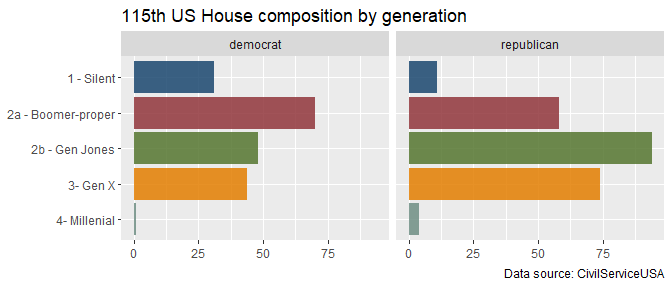 115th US House composition by generation
democrat
republican
1 - Silent
2a - Boomer-proper
2b - Gen Jones
3- Gen X
4- Millenial
0 25 50 75 0 25 50 75
Data source: CivilServiceUSA